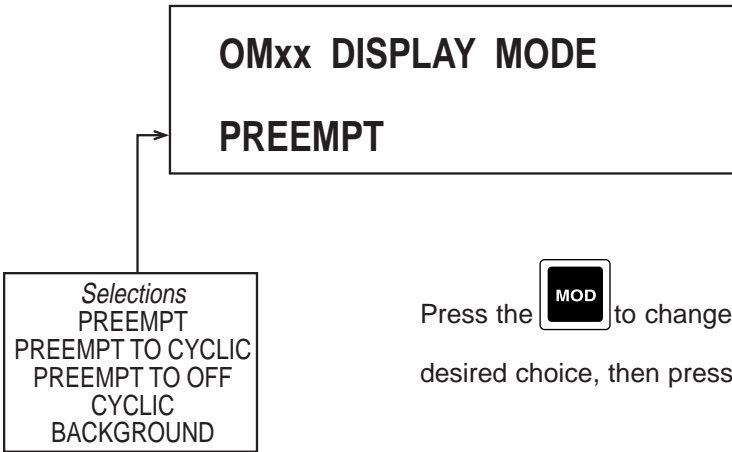 OMxx DISPLAY MODE
PREEMPT
Selections
PREEMPT
PREEMPT TO CYCLIC
PREEMPT TO OFF
CYCLIC
BACKGROUND
Press the MOD to change
desired choice, then press